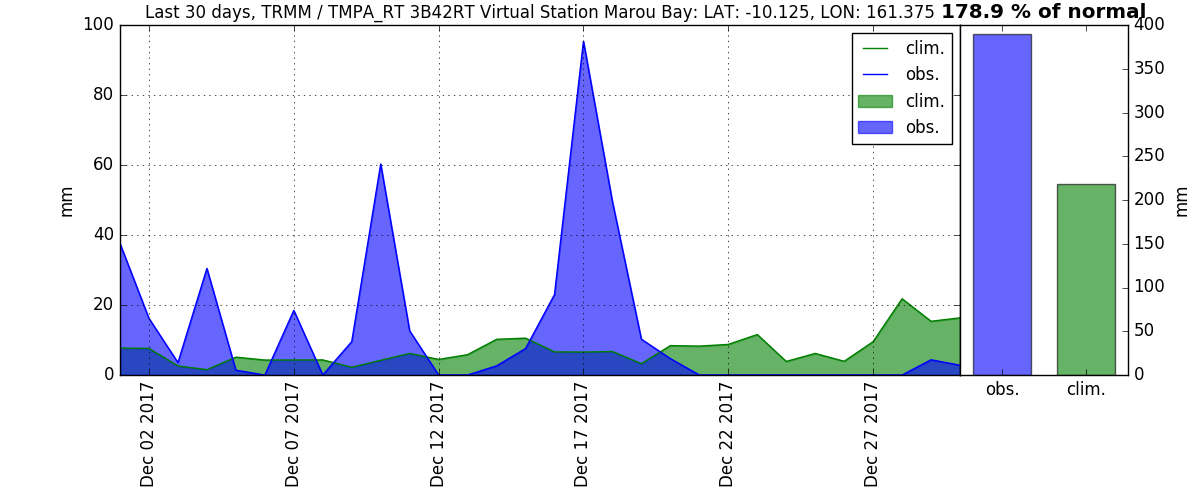 Last 30 days, TRMM / TMPA_RT 3B42RT Virtual Station Marou Bay: LAT: -10.125, LON: 161.375 178.9 % of normal
100
80
60
40
20
0
mm
clim.
obs.
clim.
obs.
400
350
300
250
200
150
100
50
0
mm
Dec 02 2017
Dec 07 2017
Dec 12 2017
Dec 17 2017
Dec 22 2017
Dec 27 2017
obs.
clim.